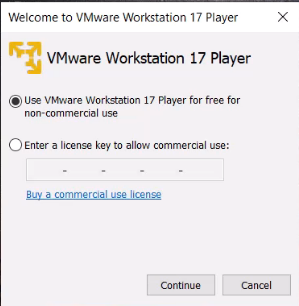 Welcome to VMware Workstation 17 Player
VMware Workstation 17 Player
Use VMware Workstation 17 Player for free for
non-commercial use
Enter a license key to allow commercial use:
- - - -
Buy a commercial use license
Continue Cancel